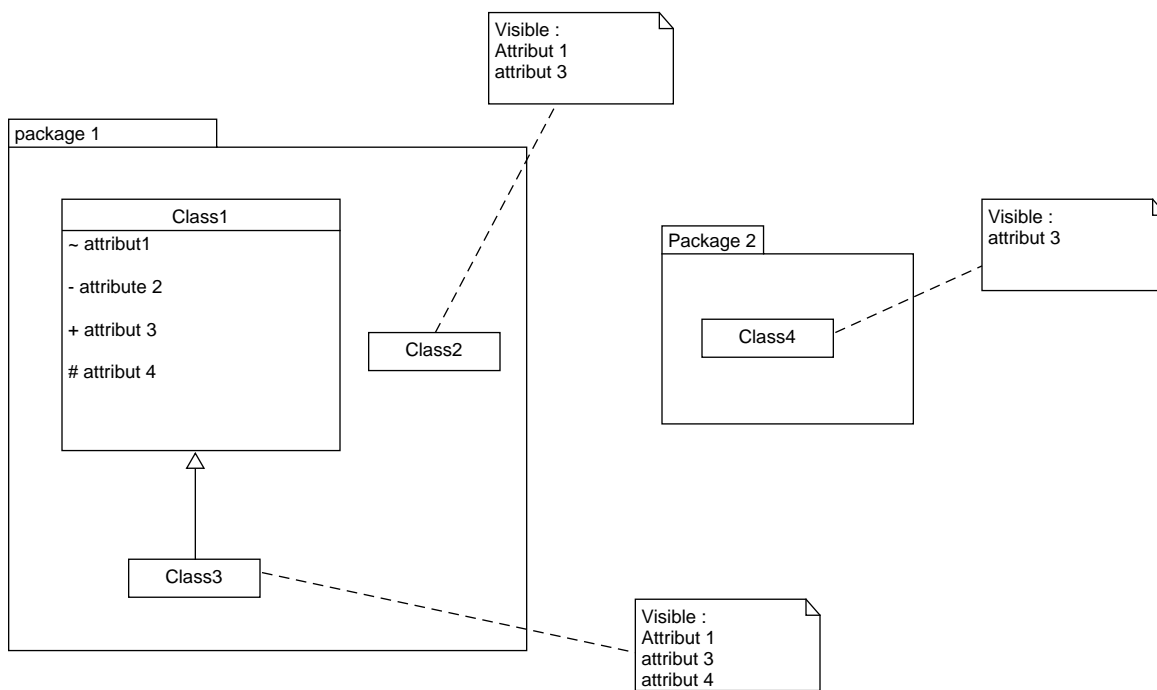 Visible :
Attribut 1
attribut 3
package 1
Class1
~ attribut1
- attribute 2
+ attribut 3
# attribut 4
Class2
Package 2
Class4
Visible :
attribut 3
Class3
Visible :
Attribut 1
attribut 3
attribut 4